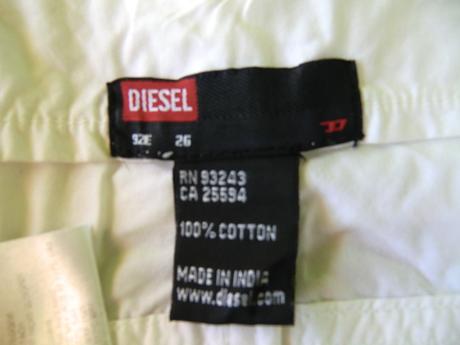 DIESEL
SIZE 26
RN 93243
CA 25594
100% COTTON
MADE IN INDIA
www.diesel.com